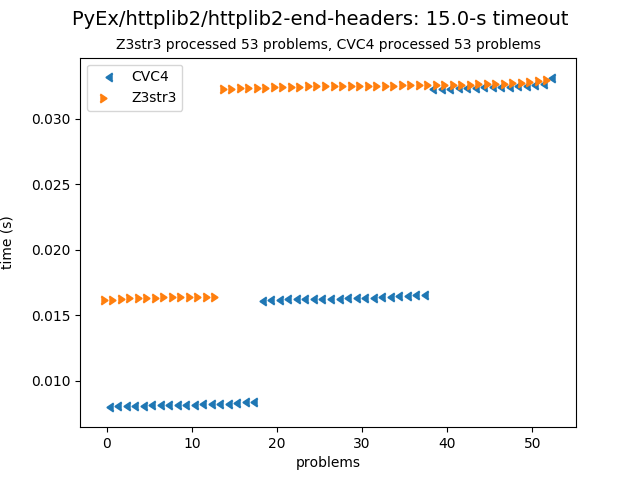 PyEx/httplib2/httplib2-end-headers: 15.0-s timeout
Z3str3 processed 53 problems, CVC4 processed 53 problems
CVC4
Z3str3
time (s)
0.030
0.025
0.020
0.015
0.010
0 10 20 30 40 50
problems